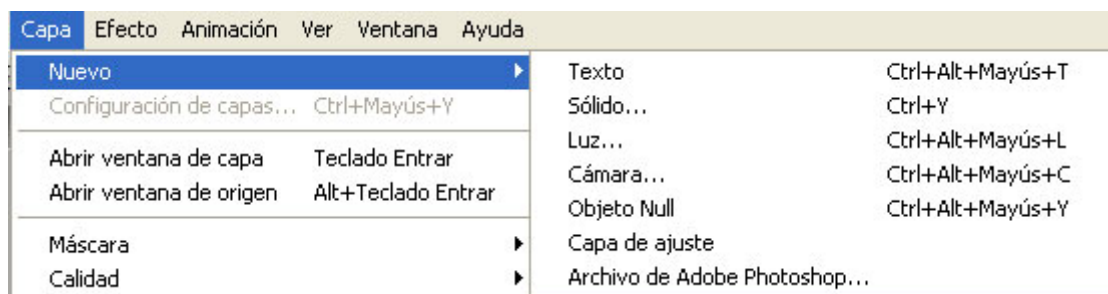 Capa Efecto Animación Ver Ventana Ayuda
Nuevo
Configuración de capas... Ctrl+Mayús+Y
Abrir ventana de capa Teclado Entrar
Abrir ventana de origen Alt+Teclado Entrar
Máscara
Calidad
Texto Ctrl+Alt+Mayús+T
Sólido... Ctrl+Y
Luz... Ctrl+Alt+Mayús+L
Cámara... Ctrl+Alt+Mayús+C
Objeto Null Ctrl+Alt+Mayús+Y
Capa de ajuste
Archivo de Adobe Photoshop...